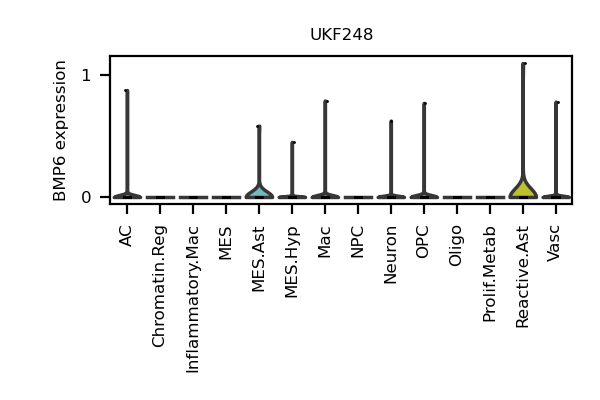 UKF248
BMP6 expression
1
0
AC
Chromatin.Reg
Inflammatory.Mac
MES
MES.Ast
MES.Hyp
Mac
NPC
Neuron
OPC
Oligo
Prolif.Metab
Reactive.Ast
Vasc